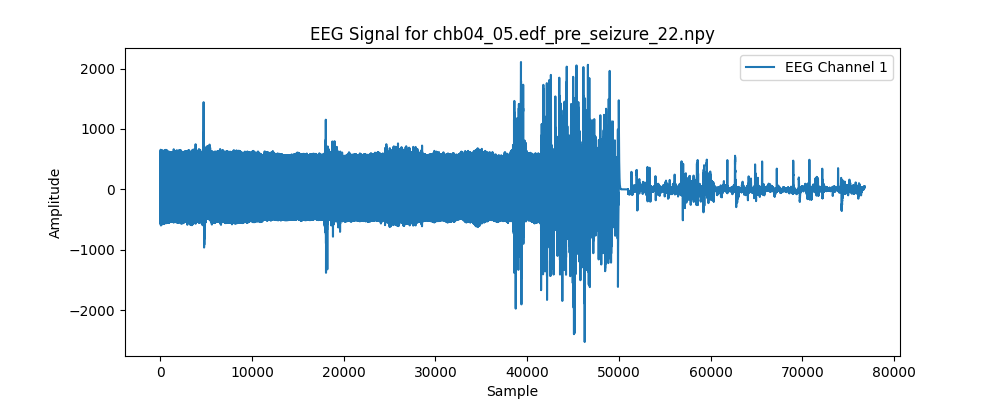 EEG Signal for chb04_05.edf_pre_seizure_22.npy
EEG Channel 1
Amplitude
2000
1000
0
−1000
−2000
0 10000 20000 30000 40000 50000 60000 70000 80000
Sample